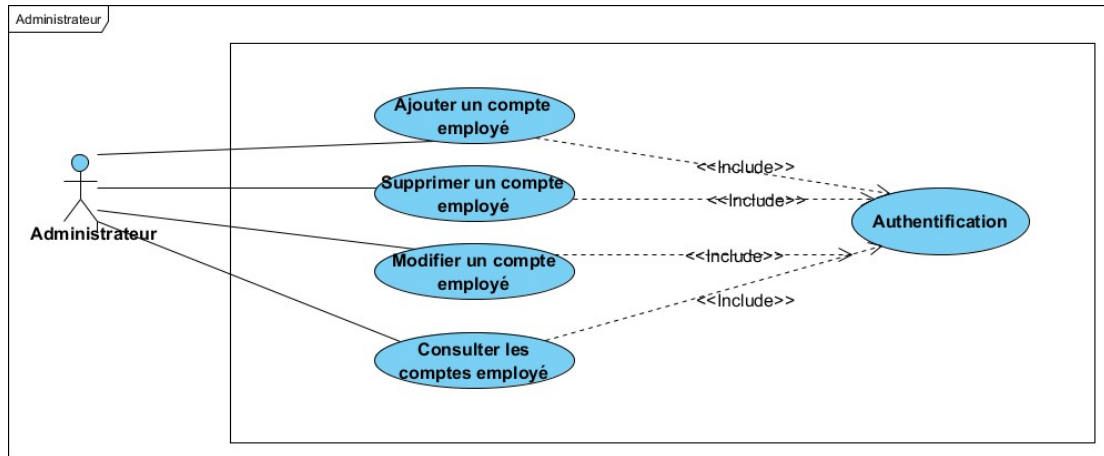 Administrateur
Ajouter un compte
employé
<<Include>>
Supprimer un compte
employé
<<Include>>
Authentification
Administrateur
Modifier un compte
employé
<<Include>>
<<Include>>
Consulter les
comptes employé